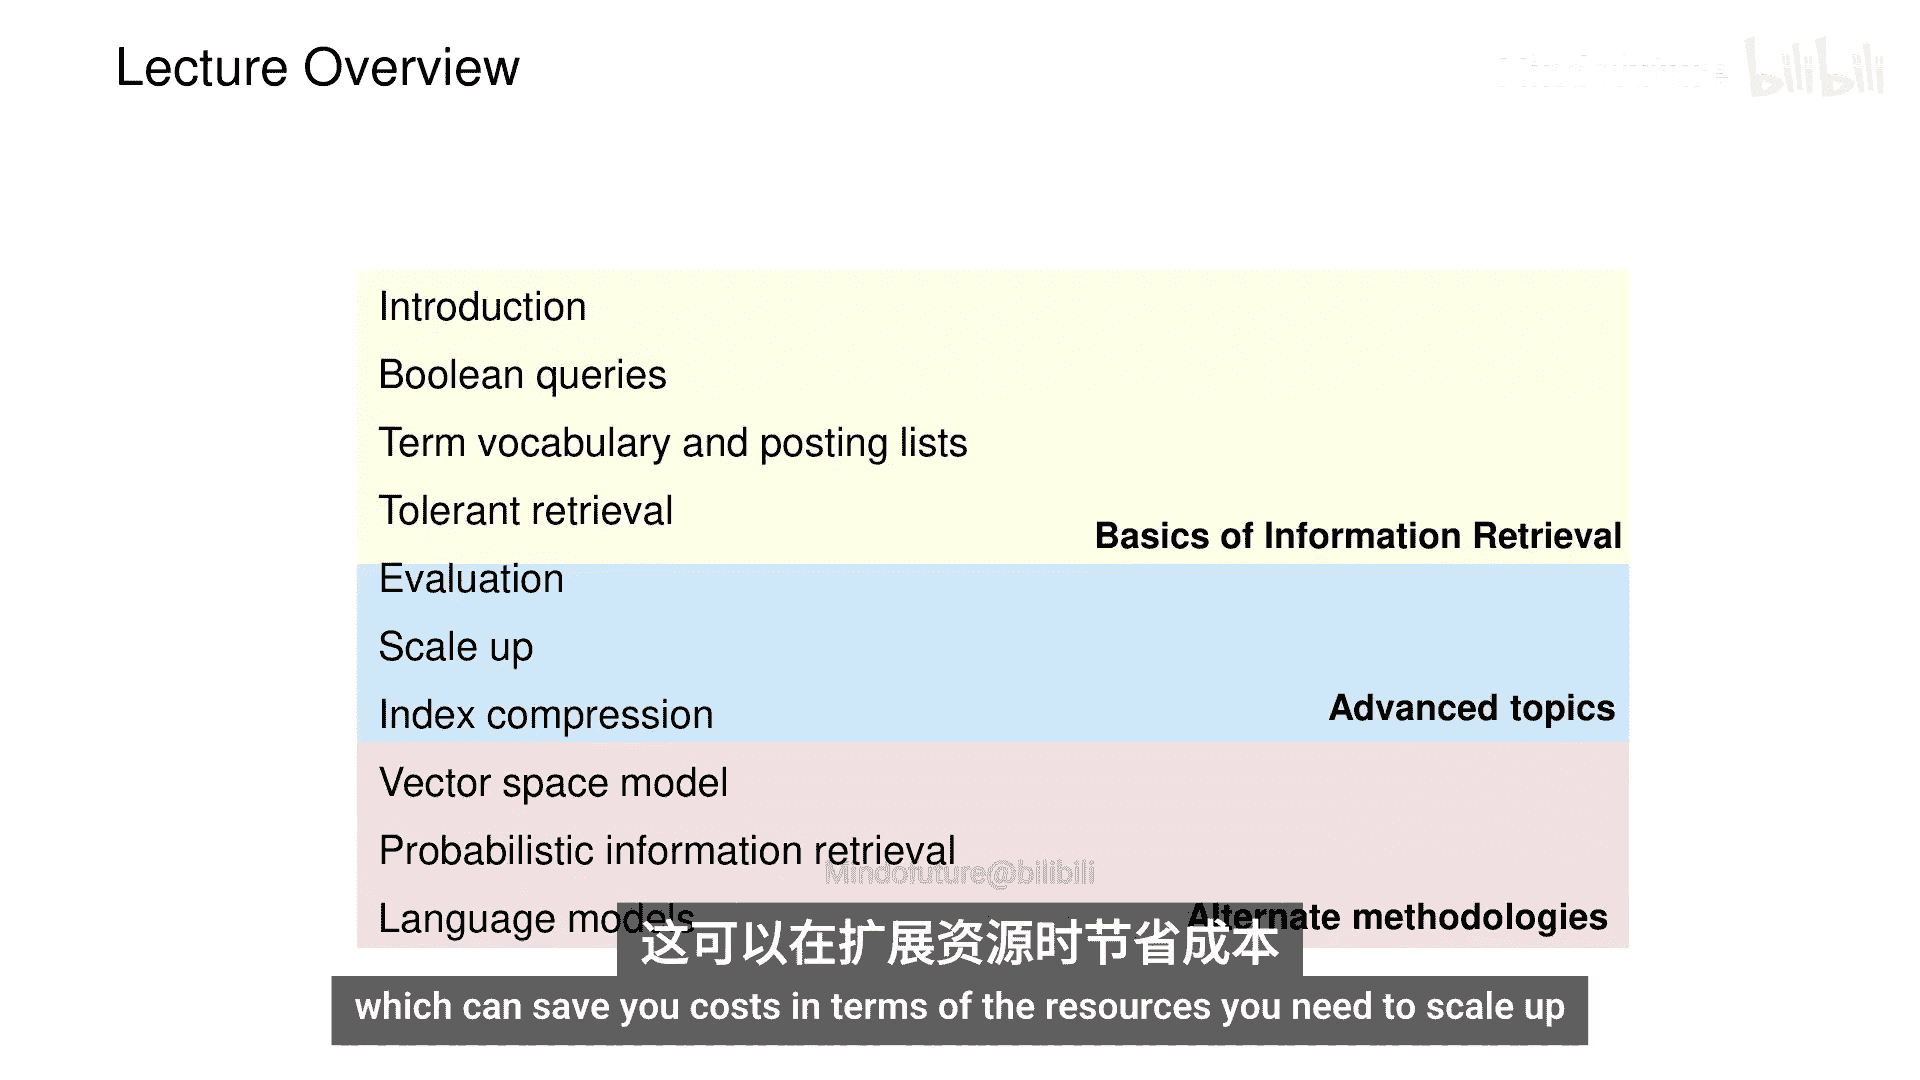 Lecture Overview
bilibili
Introduction
Boolean queries
Term vocabulary and posting lists
Tolerant retrieval
Basics of Information Retrieval
Evaluation
Scale up
Index compression
Advanced topics
Vector space model
Probabilistic information retrieval
Mindofuture@bilibili
Language models
Alternate methodologies
这可以在扩展资源时节省成本
which can save you costs in terms of the resources you need to scale up